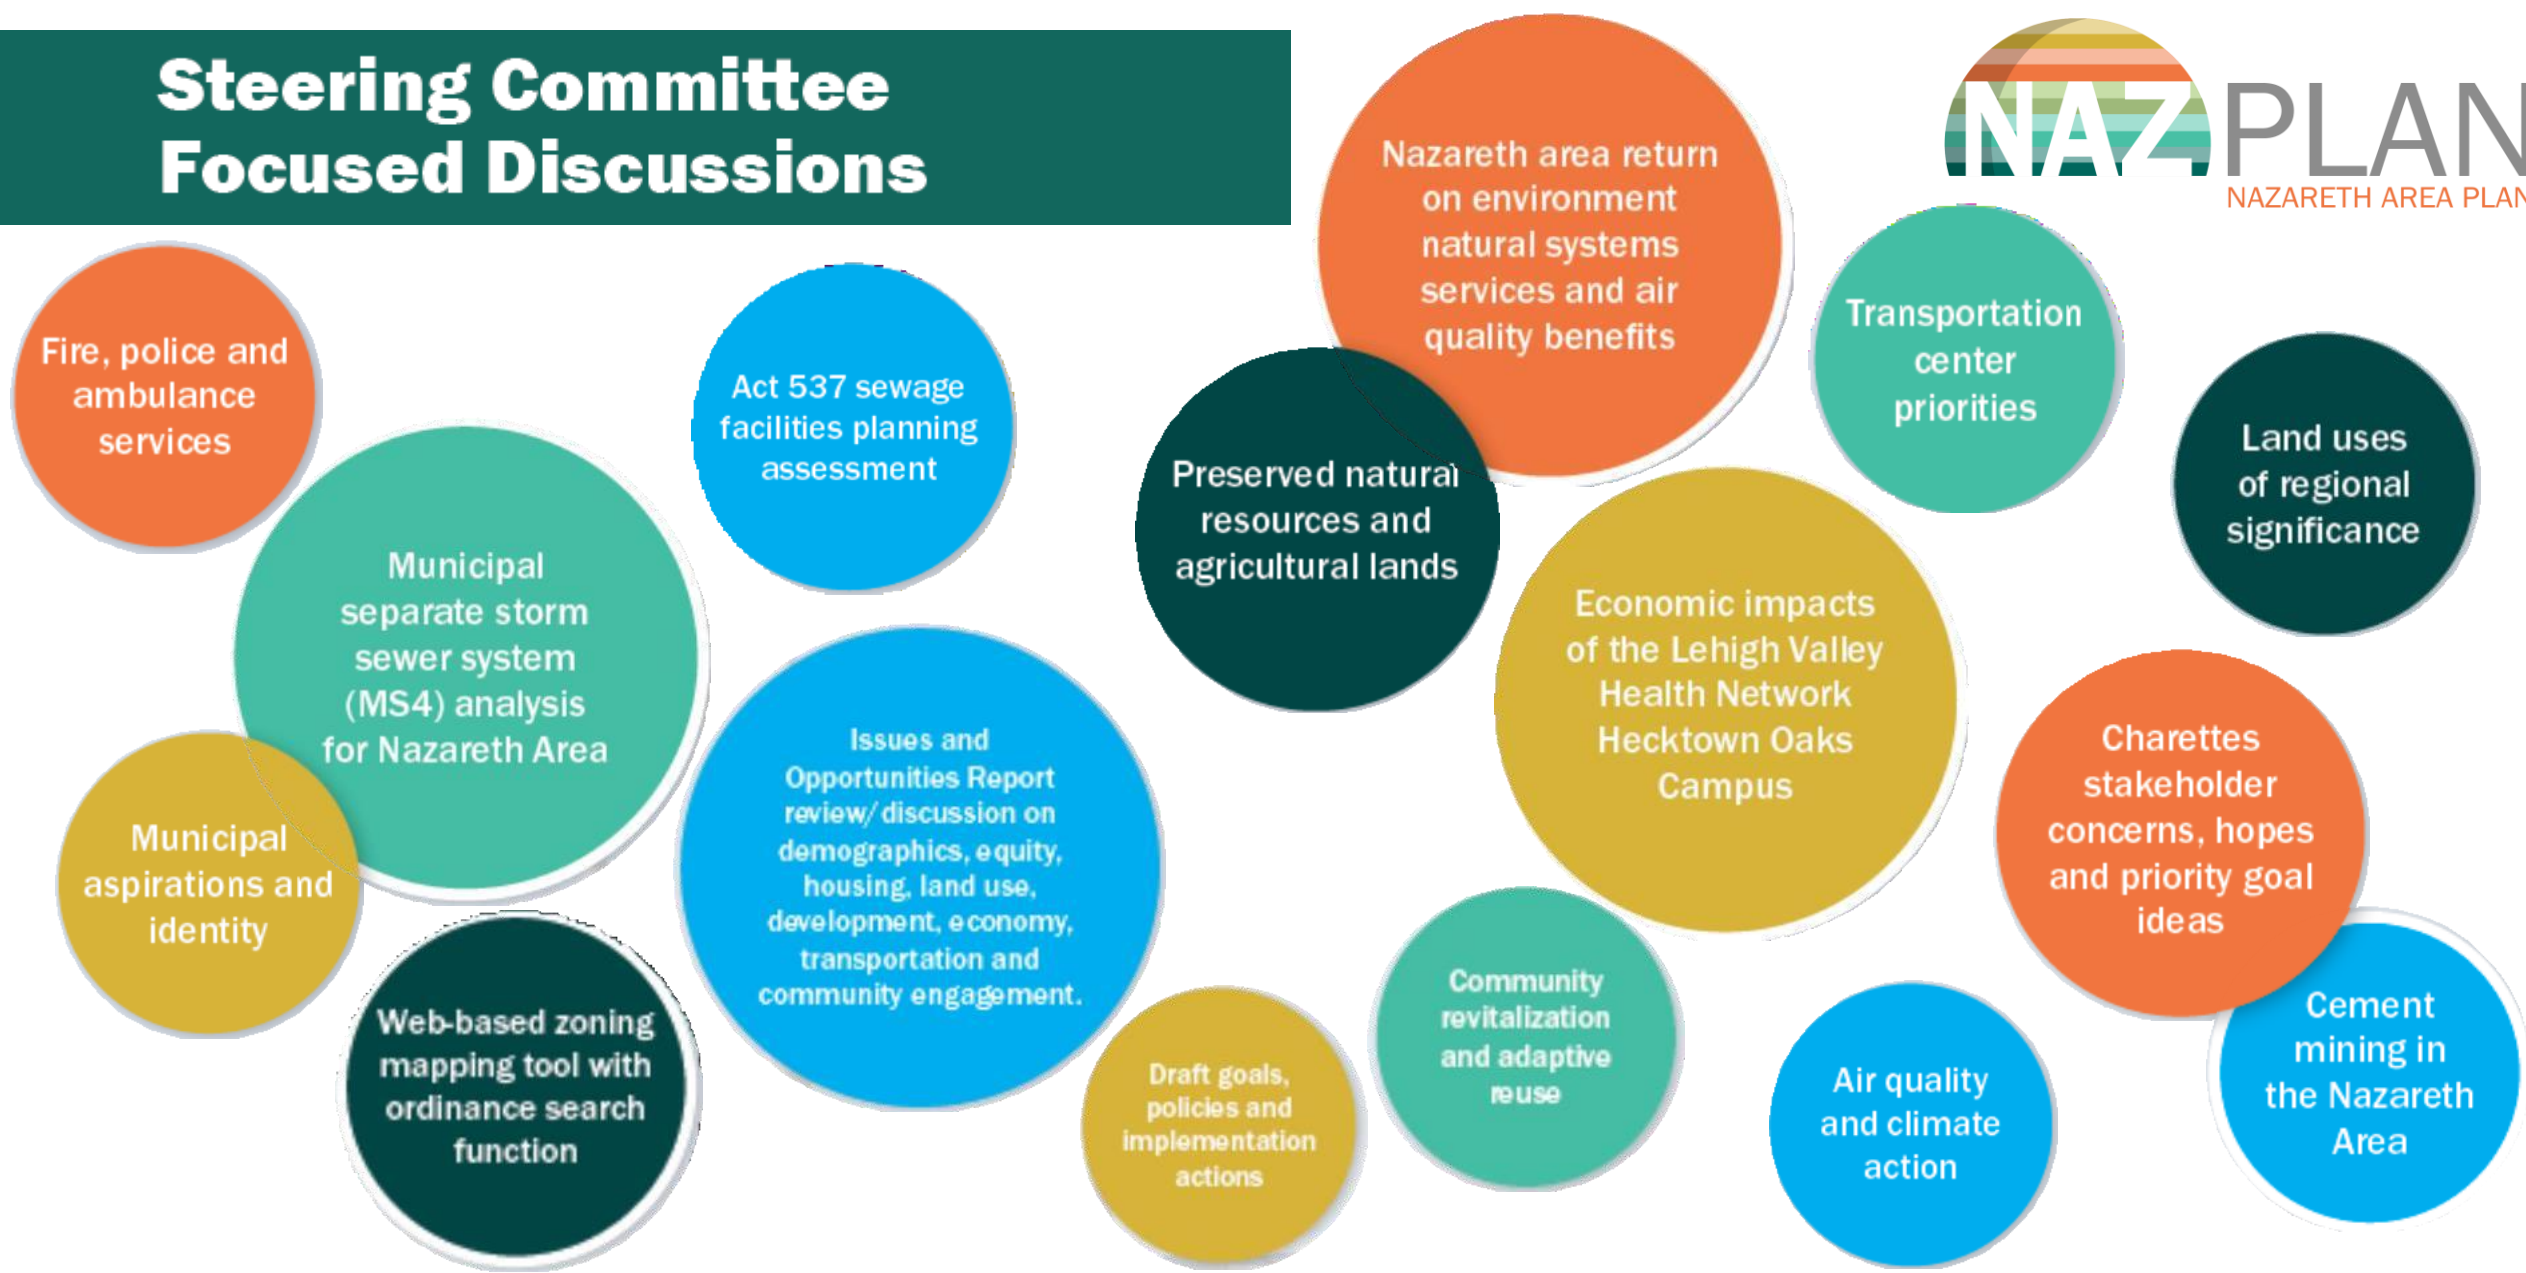 Steering Committee
Focused Discussions
NAZPLAN
NAZARETH AREA PLAN
Fire, police and
ambulance
services
Municipal
separate storm
sewer system
(MS4) analysis
for Nazareth Area
Act 537 sewage
facilities planning
assessment
Nazareth area return
on environment
natural systems
services and air
quality benefits
Transportation
center
priorities
Land uses
of regional
significance
Preserved natural
resources and
agricultural lands
Economic impacts
of the Lehigh Valley
Health Network
Hecktown Oaks
Campus
Municipal
aspirations and
identity
Issues and
Opportunities Report
review/discussion on
demographics, equity,
housing, land use,
development, economy,
transportation and
community engagement.
Charettes
stakeholder
concerns, hopes
and priority goal
ideas
Web-based zoning
mapping tool with
ordinance search
function
Draft goals,
policies and
implementation
actions
Community
revitalization
and adaptive
reuse
Air quality
and climate
action
Cement
mining in
the Nazareth
Area